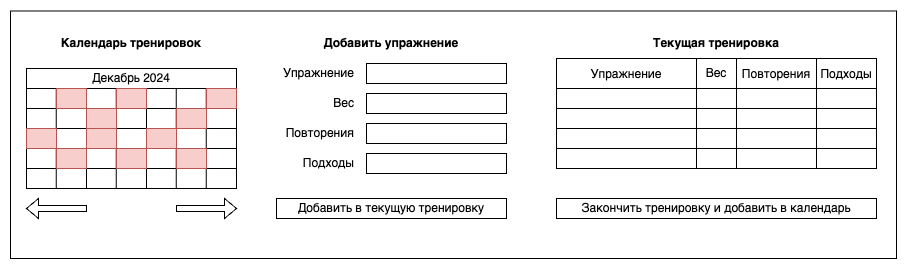 Календарь тренировок
Декабрь 2024
Добавить упражнение
Упражнение
Вес
Повторения
Подходы
Добавить в текущую тренировку
Текущая тренировка
Упражнение Вес Повторения Подходы
Закончить тренировку и добавить в календарь